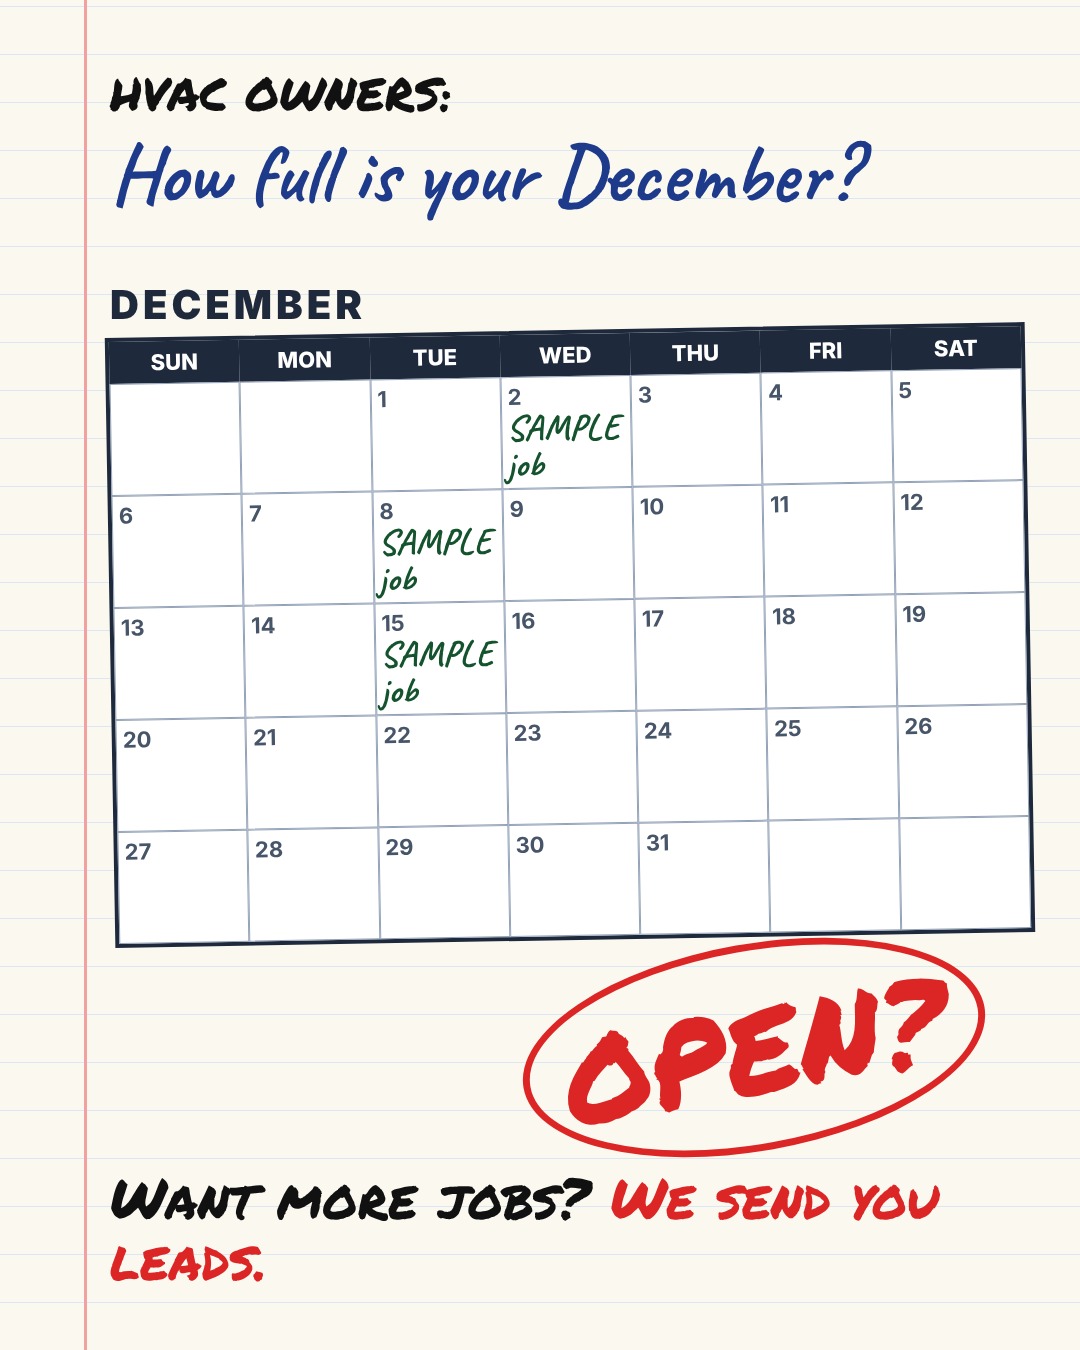 HVAC OWNERS:
How full is your December?
DECEMBER
SUN MON TUE WED THU FRI SAT
1 2 3 4 5
SAMPLE
job
6 7 8 9 10 11 12
SAMPLE
job
13 14 15 16 17 18 19
SAMPLE
job
20 21 22 23 24 25 26
27 28 29 30 31
OPEN?
WANT MORE JOBS? WE SEND YOU
LEADS.